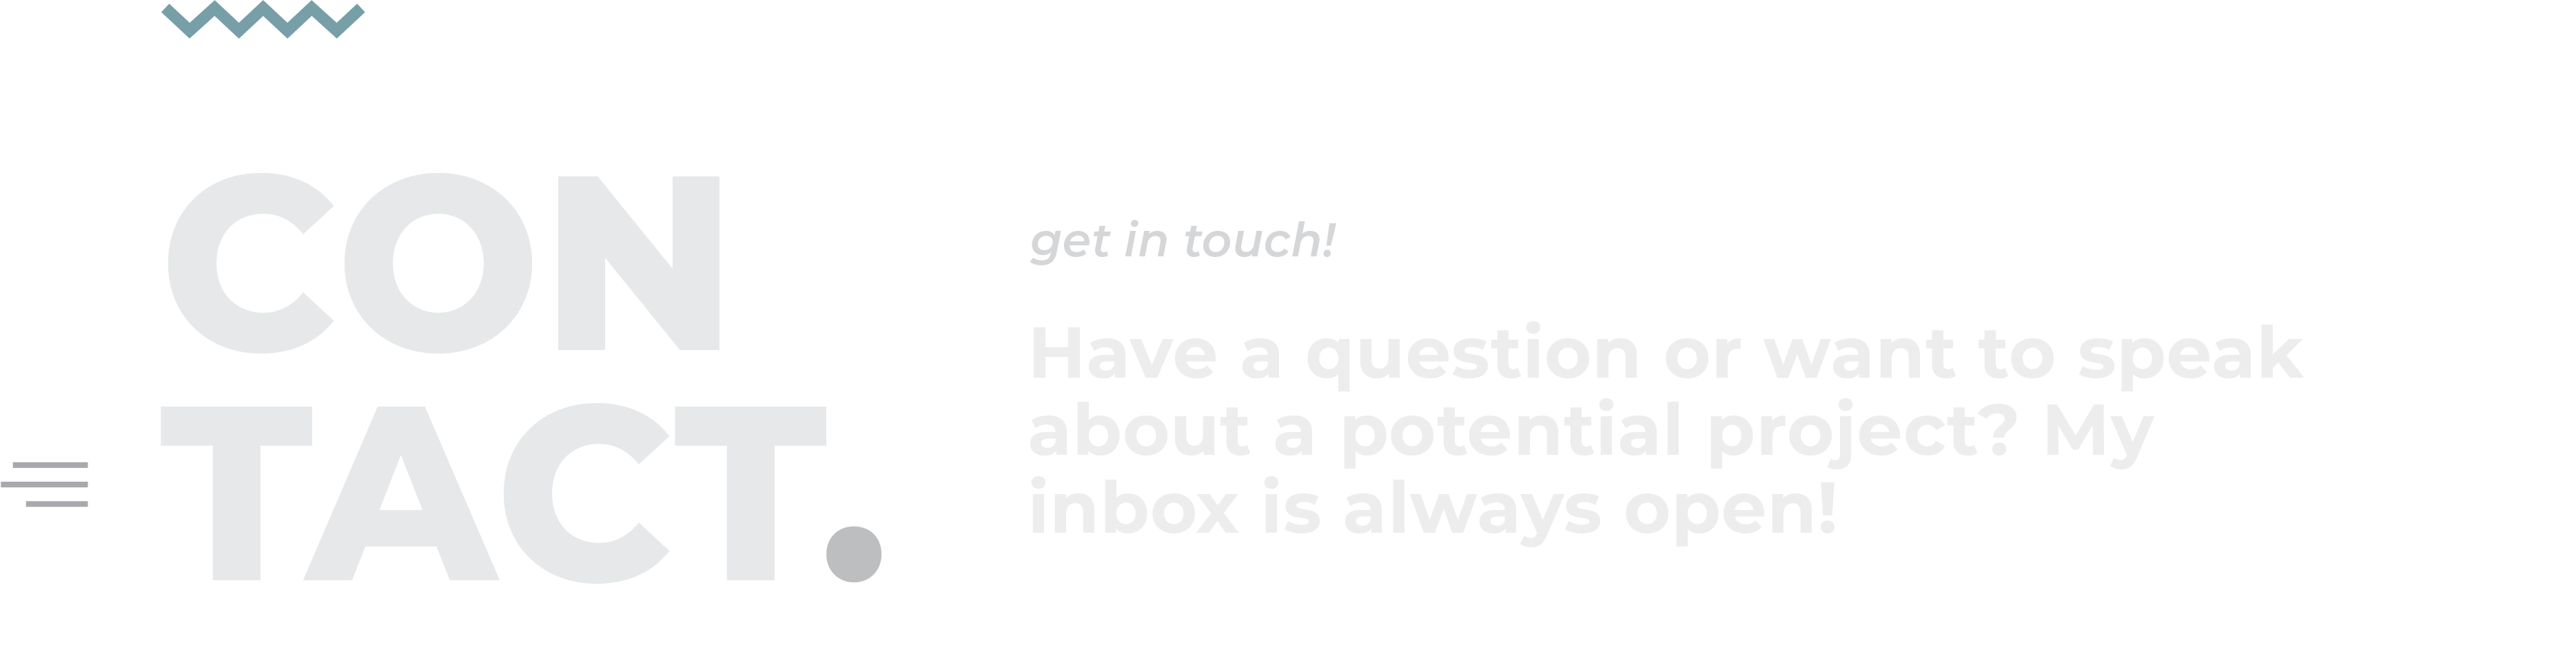 CON
TACT.
get in touch!
Have a question or want to speak
about a potential project? My
inbox is always open!